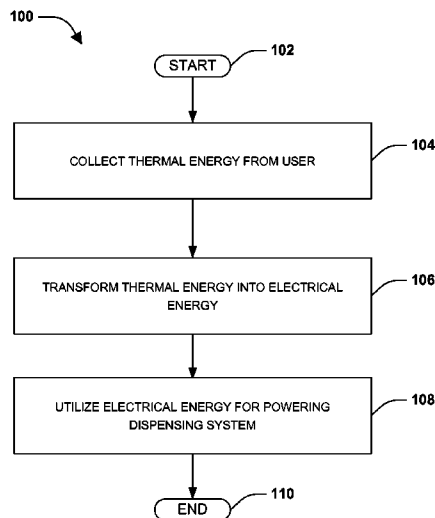 100
START
102
COLLECT THERMAL ENERGY FROM USER
104
TRANSFORM THERMAL ENERGY INTO ELECTRICAL
ENERGY
106
UTILIZE ELECTRICAL ENERGY FOR POWERING
DISPENSING SYSTEM
108
END
110